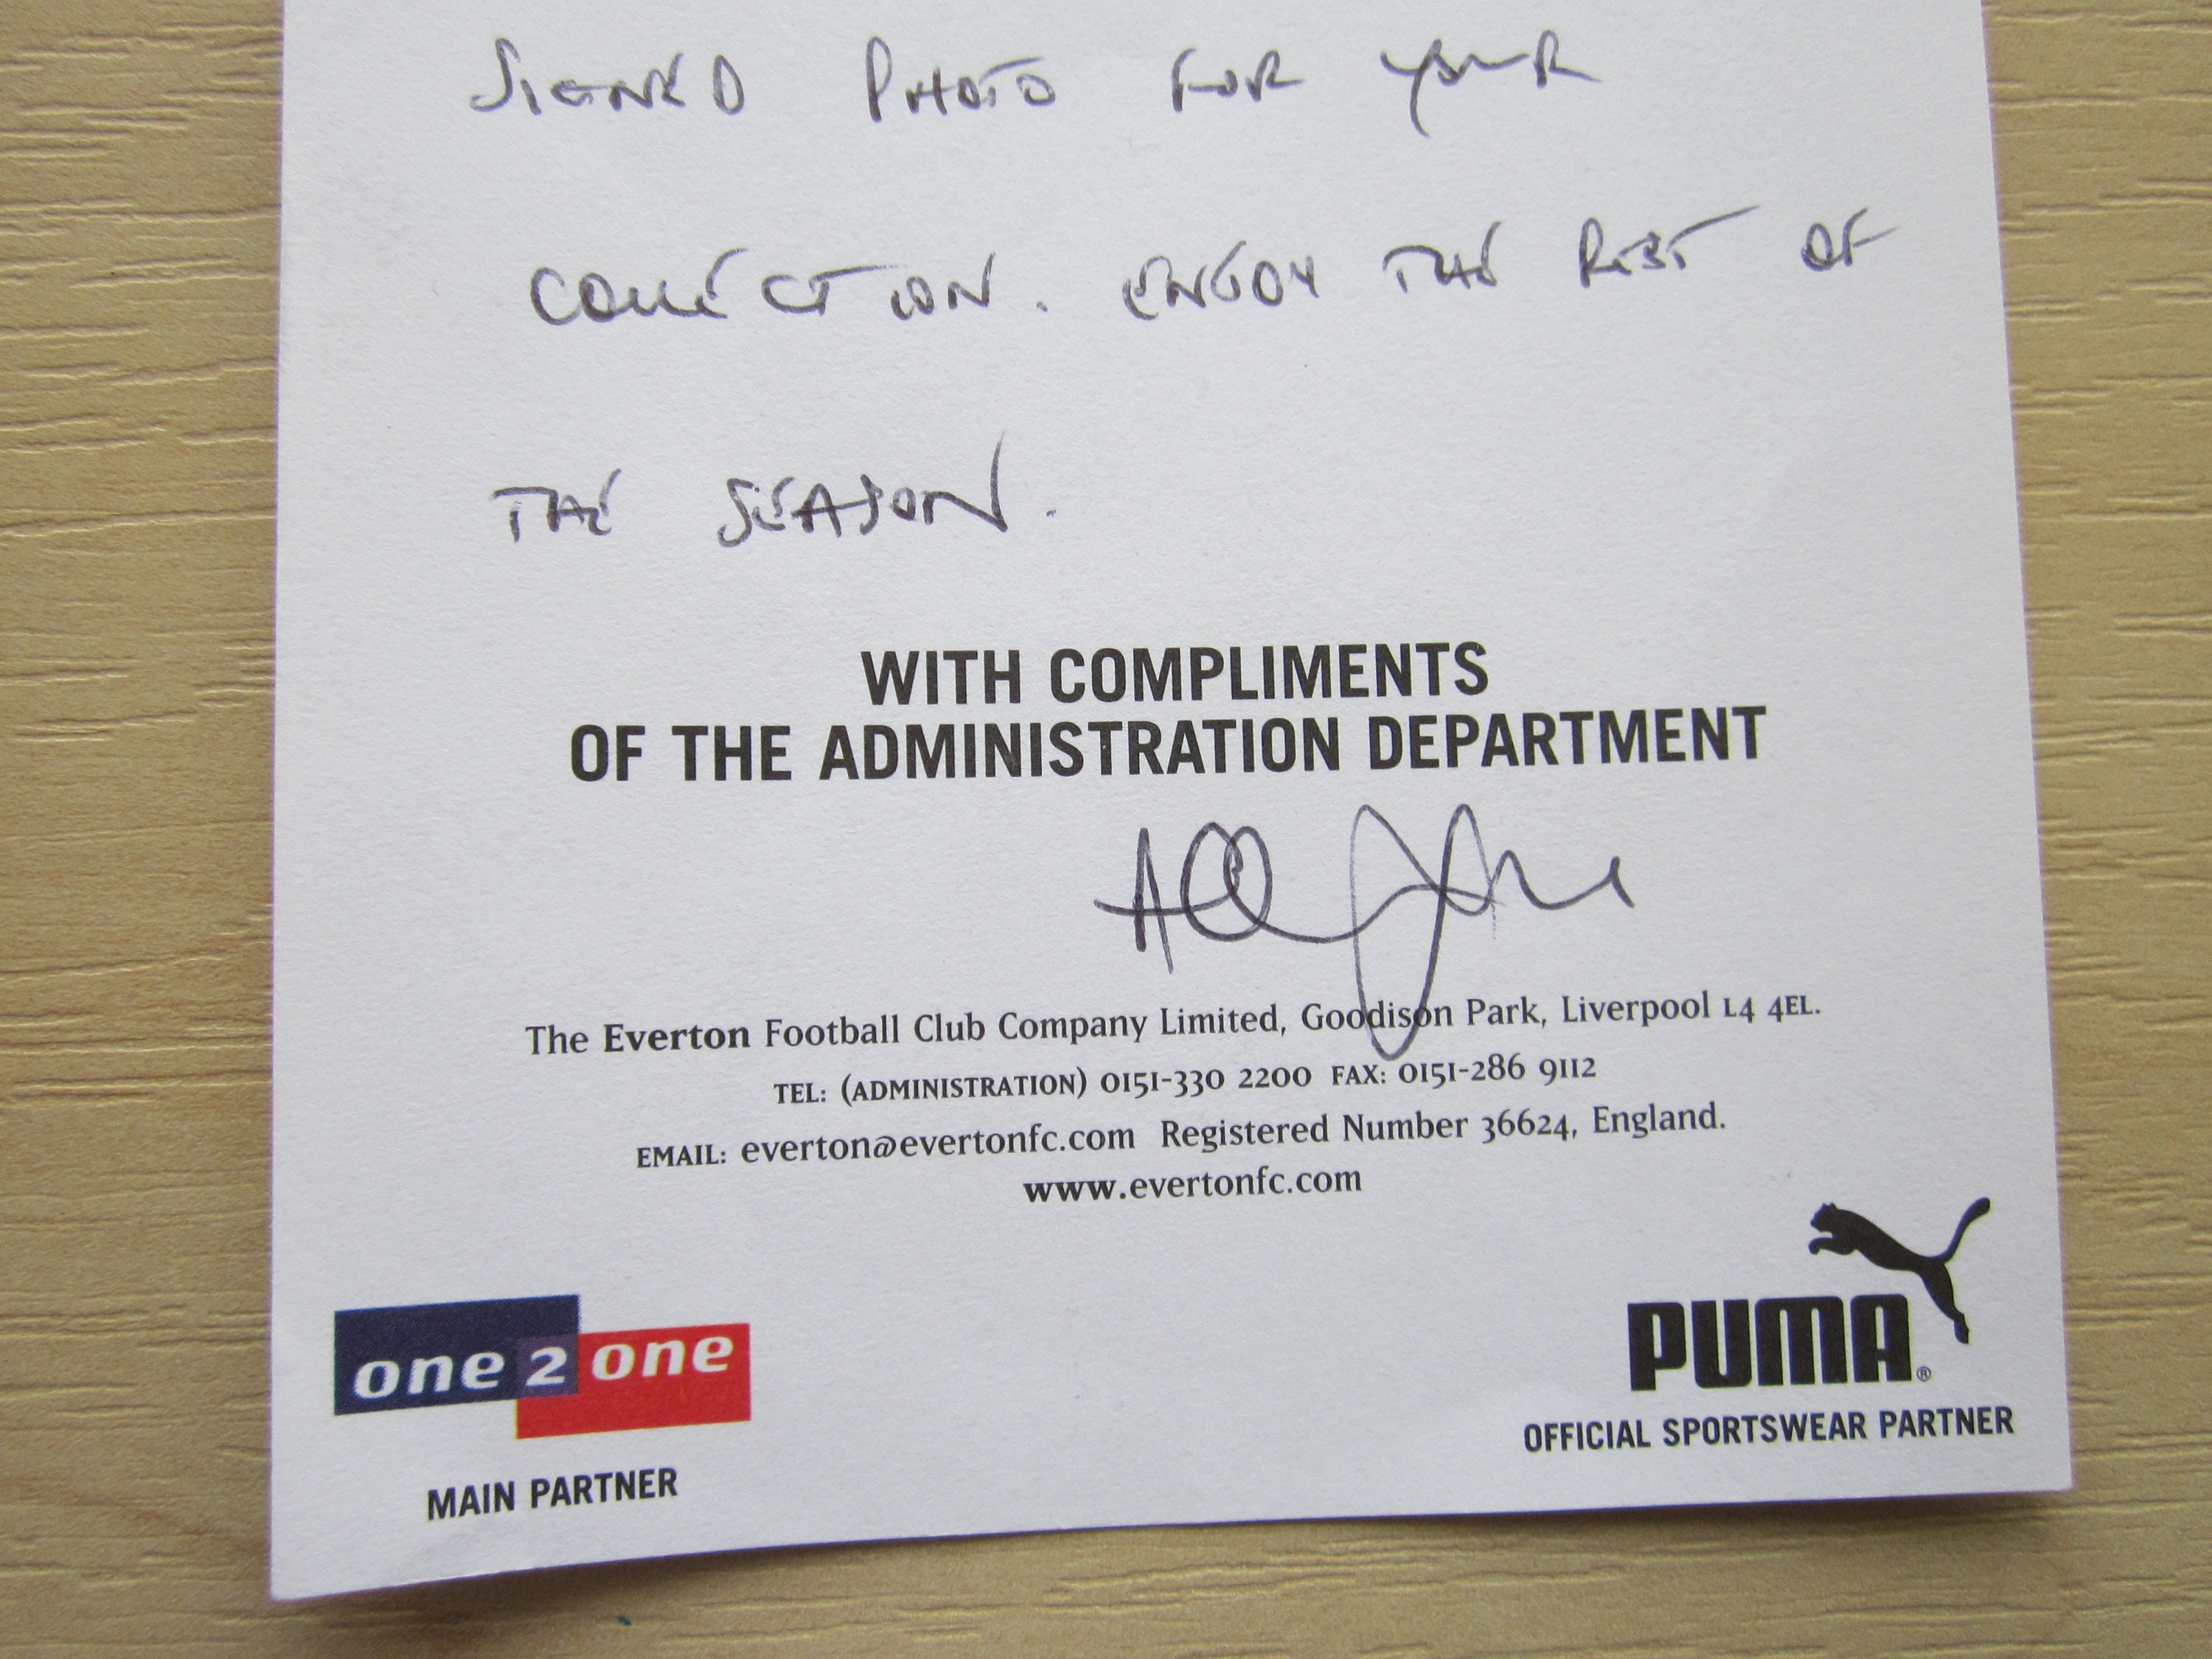 SIGNED PHOTO FOR YOUR
COLLECTION. ENJOY THE REST OF
THE SEASON.
WITH COMPLIMENTS
OF THE ADMINISTRATION DEPARTMENT
The Everton Football Club Company Limited, Goodison Park, Liverpool L4 4EL.
TEL: (ADMINISTRATION) 0151-330 2200 FAX: 0151-286 9112
EMAIL: everton@evertonfc.com Registered Number 36624, England.
www.evertonfc.com
one2one
MAIN PARTNER
PUMA®
OFFICIAL SPORTSWEAR PARTNER